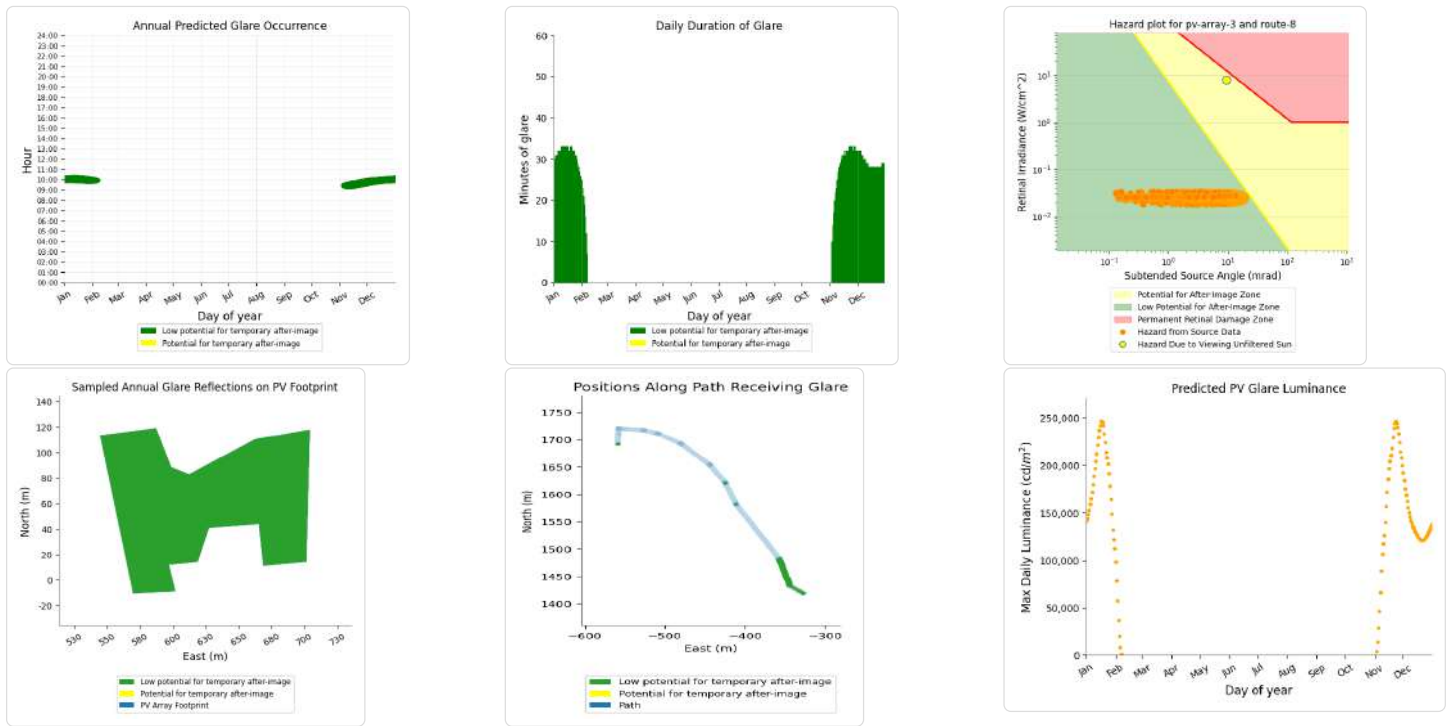 Annual Predicted Glare Occurrence
24:00
23:00
22:00
21:00
20:00
19:00
18:00
17:00
16:00
15:00
14:00
13:00
12:00
11:00
10:00
09:00
08:00
07:00
06:00
05:00
04:00
03:00
02:00
01:00
00:00
Hour
Jan Feb Mar Apr May Jun Jul Aug Sep Oct Nov Dec
Day of year
Low potential for temporary after-image
Potential for temporary after-image
Daily Duration of Glare
60
50
40
30
20
10
0
Minutes of glare
Jan Feb Mar Apr May Jun Jul Aug Sep Oct Nov Dec
Day of year
Low potential for temporary after-image
Potential for temporary after-image
Hazard plot for pv-array-3 and route-8
10¹
10⁰
10⁻¹
10⁻²
Retinal Irradiance (W/cm^2)
10⁻¹ 10⁰ 10¹ 10² 10³
Subtended Source Angle (mrad)
Potential for After-Image Zone
Low Potential for After-Image Zone
Permanent Retinal Damage Zone
Hazard from Source Data
Hazard Due to Viewing Unfiltered Sun
Sampled Annual Glare Reflections on PV Footprint
140
120
100
80
60
40
20
0
−20
North (m)
530 550 580 600 630 650 680 700 730
East (m)
Low potential for temporary after-image
Potential for temporary after-image
PV Array Footprint
Positions Along Path Receiving Glare
1750
1700
1650
1600
1550
1500
1450
1400
North (m)
−600 −500 −400 −300
East (m)
Low potential for temporary after-image
Potential for temporary after-image
Path
Predicted PV Glare Luminance
250,000
200,000
150,000
100,000
50,000
0
Max Daily Luminance (cd/m²)
Jan Feb Mar Apr May Jun Jul Aug Sep Oct Nov Dec
Day of year